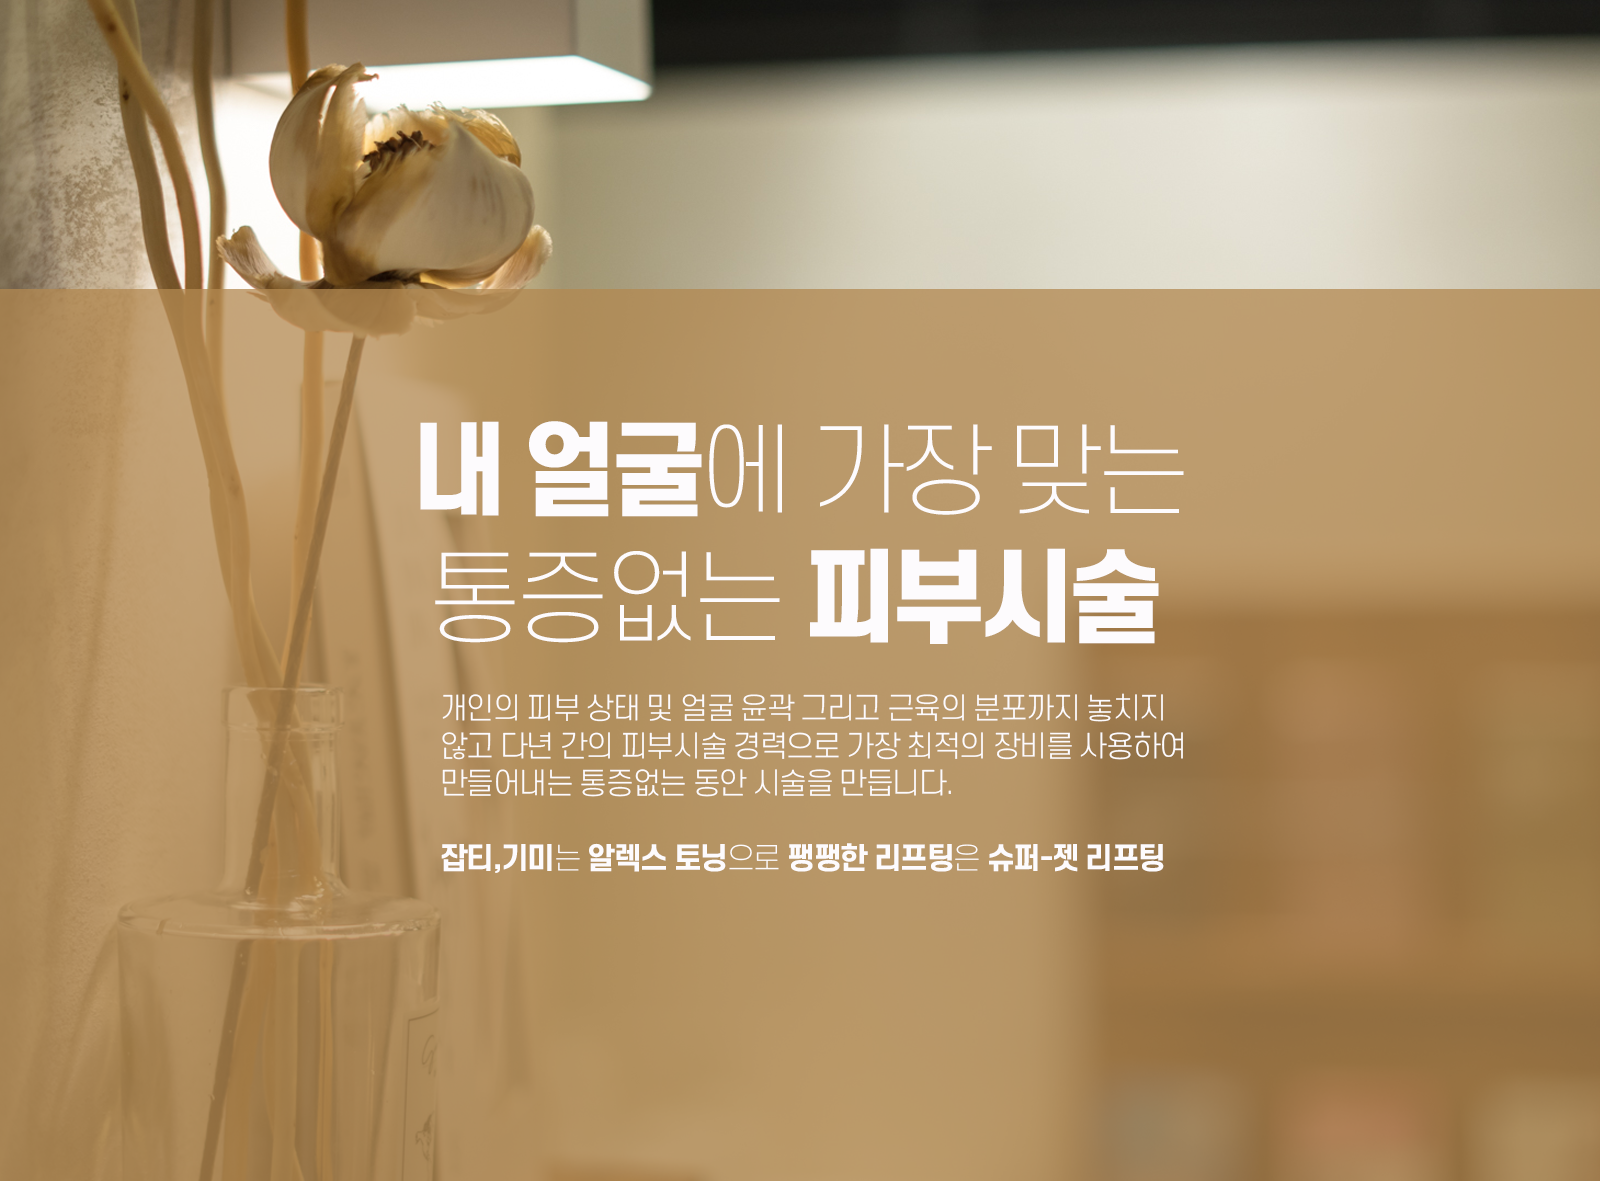 내 얼굴에 가장 맞는
통증없는 피부시술
개인의 피부 상태 및 얼굴 윤곽 그리고 근육의 분포까지 놓치지
않고 다년 간의 피부시술 경력으로 가장 최적의 장비를 사용하여
만들어내는 통증없는 동안 시술을 만듭니다.
잡티,기미는 알렉스 토닝으로 팽팽한 리프팅은 슈퍼-젯 리프팅